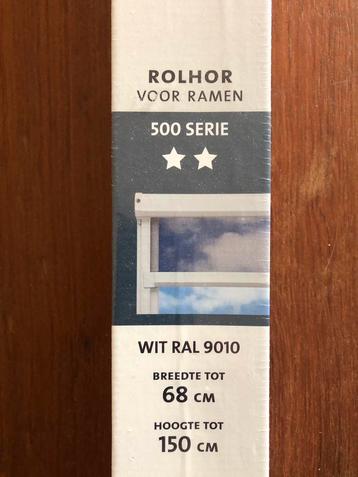 ROLHOR
VOOR RAMEN
500 SERIE
WIT RAL 9010
BREEDTE TOT
68 CM
HOOGTE TOT
150 CM